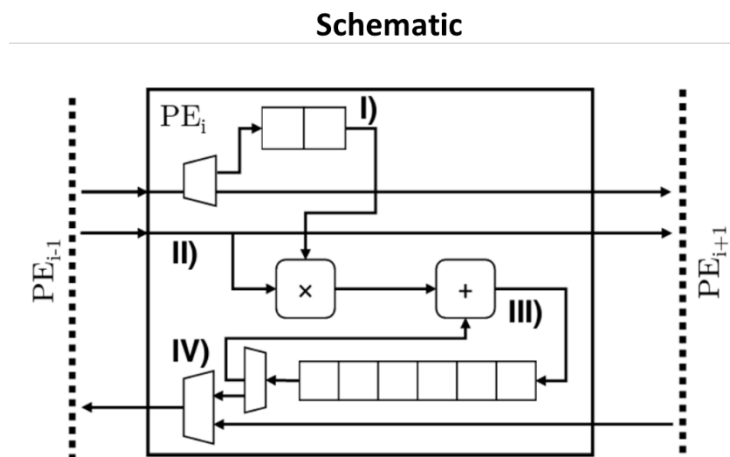 Schematic
PEi
I)
II)
×
+
III)
IV)
PEi-1
PEi+1